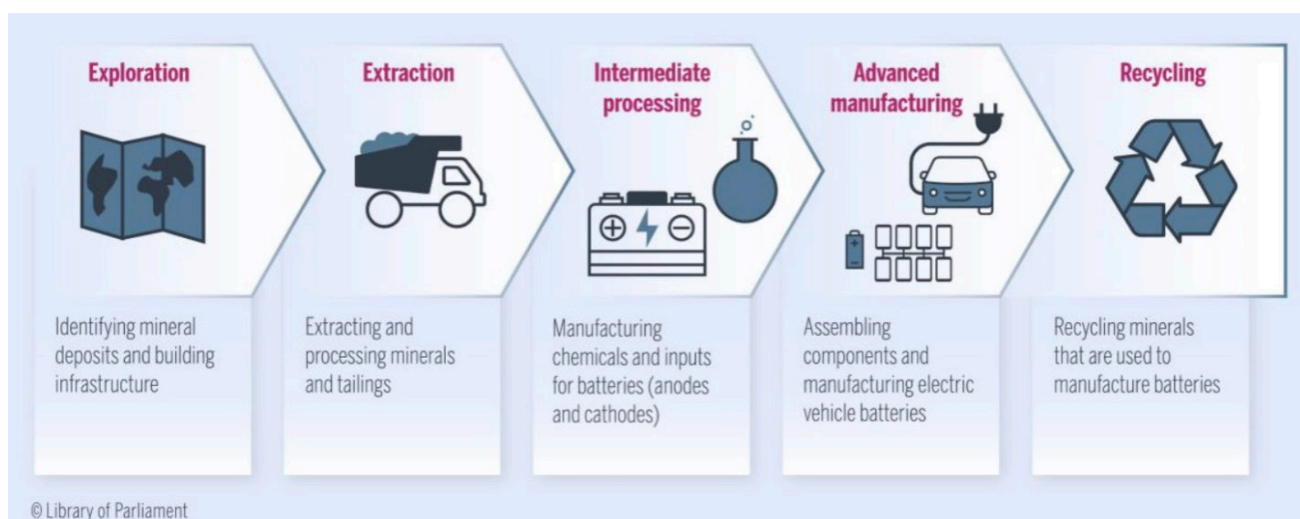 Exploration
Identifying mineral
deposits and building
infrastructure
Extraction
Extracting and
processing minerals
and tailings
Intermediate
processing
Manufacturing
chemicals and inputs
for batteries (anodes
and cathodes)
Advanced
manufacturing
Assembling
components and
manufacturing electric
vehicle batteries
Recycling
Recycling minerals
that are used to
manufacture batteries
© Library of Parliament